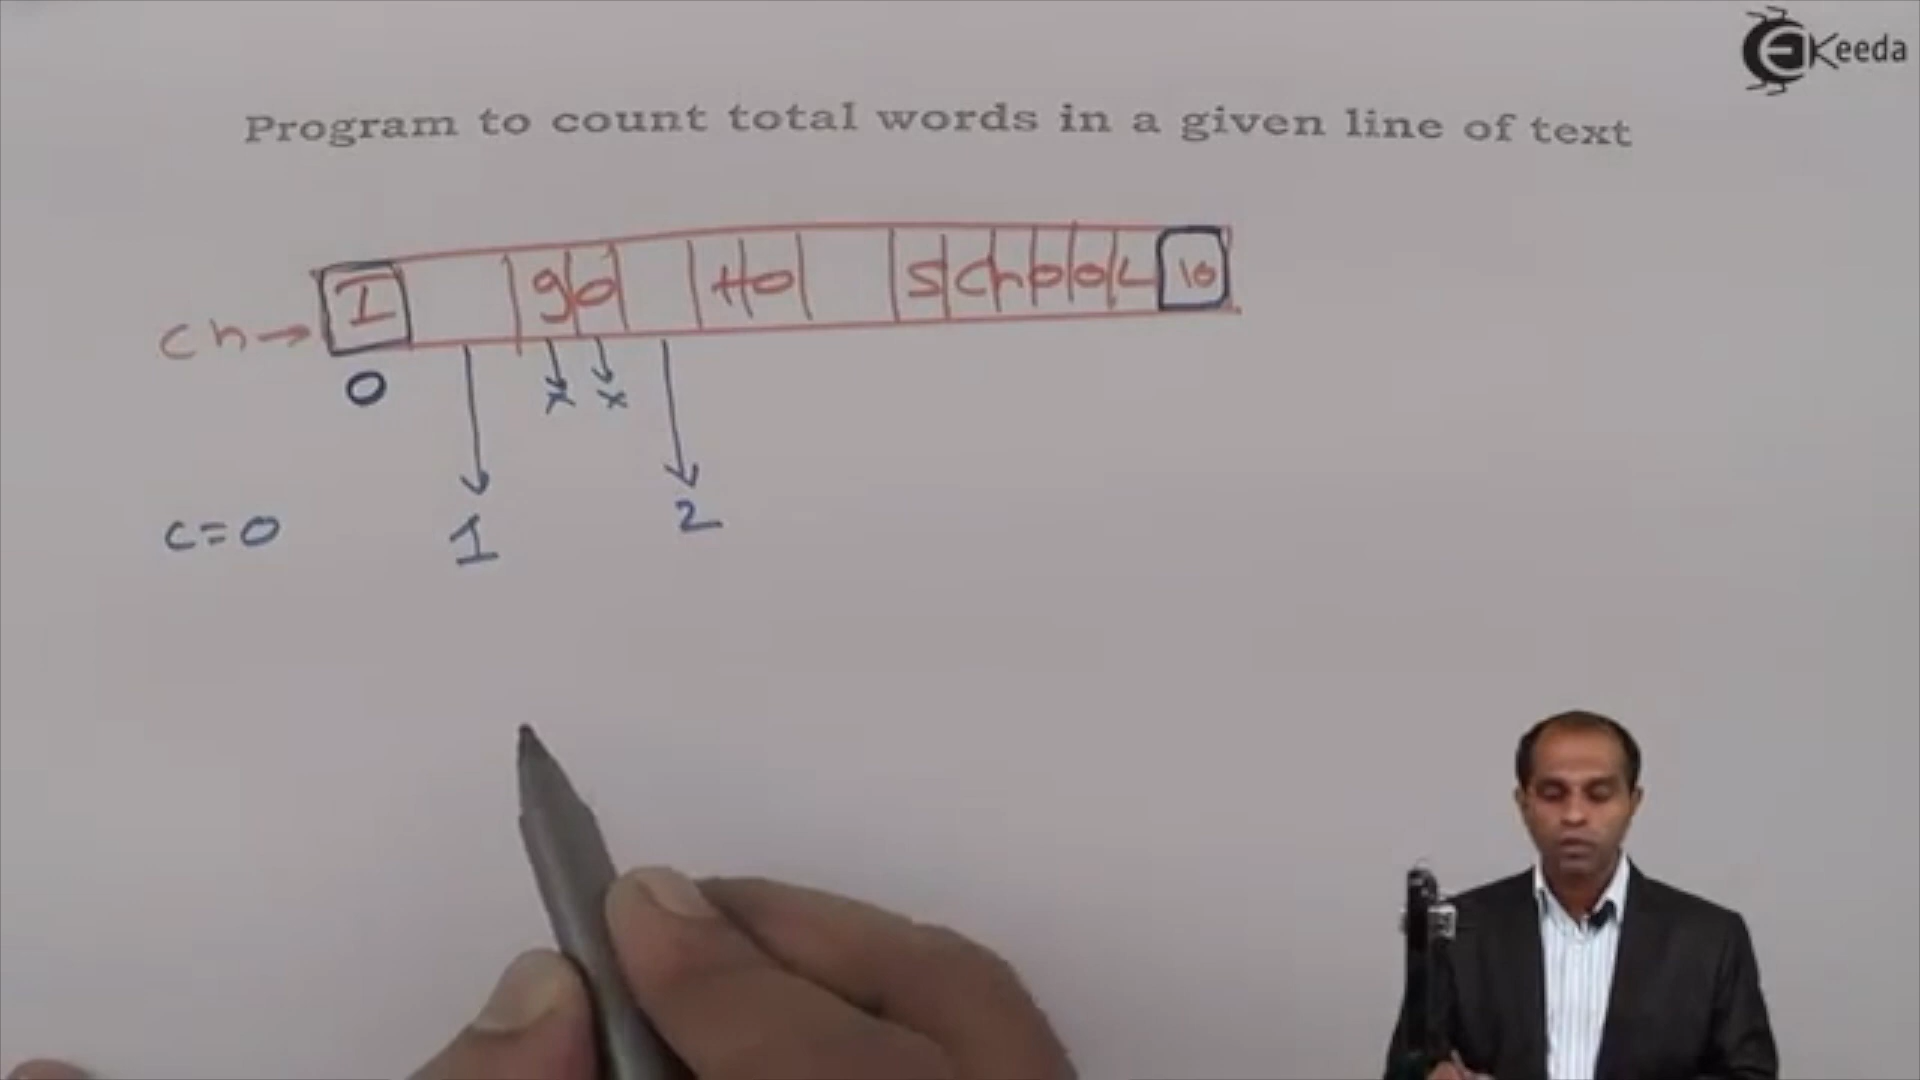 Keeda
Program to count total words in a given line of text
ch→ I go to School \0
0 x x
c=0 1 2